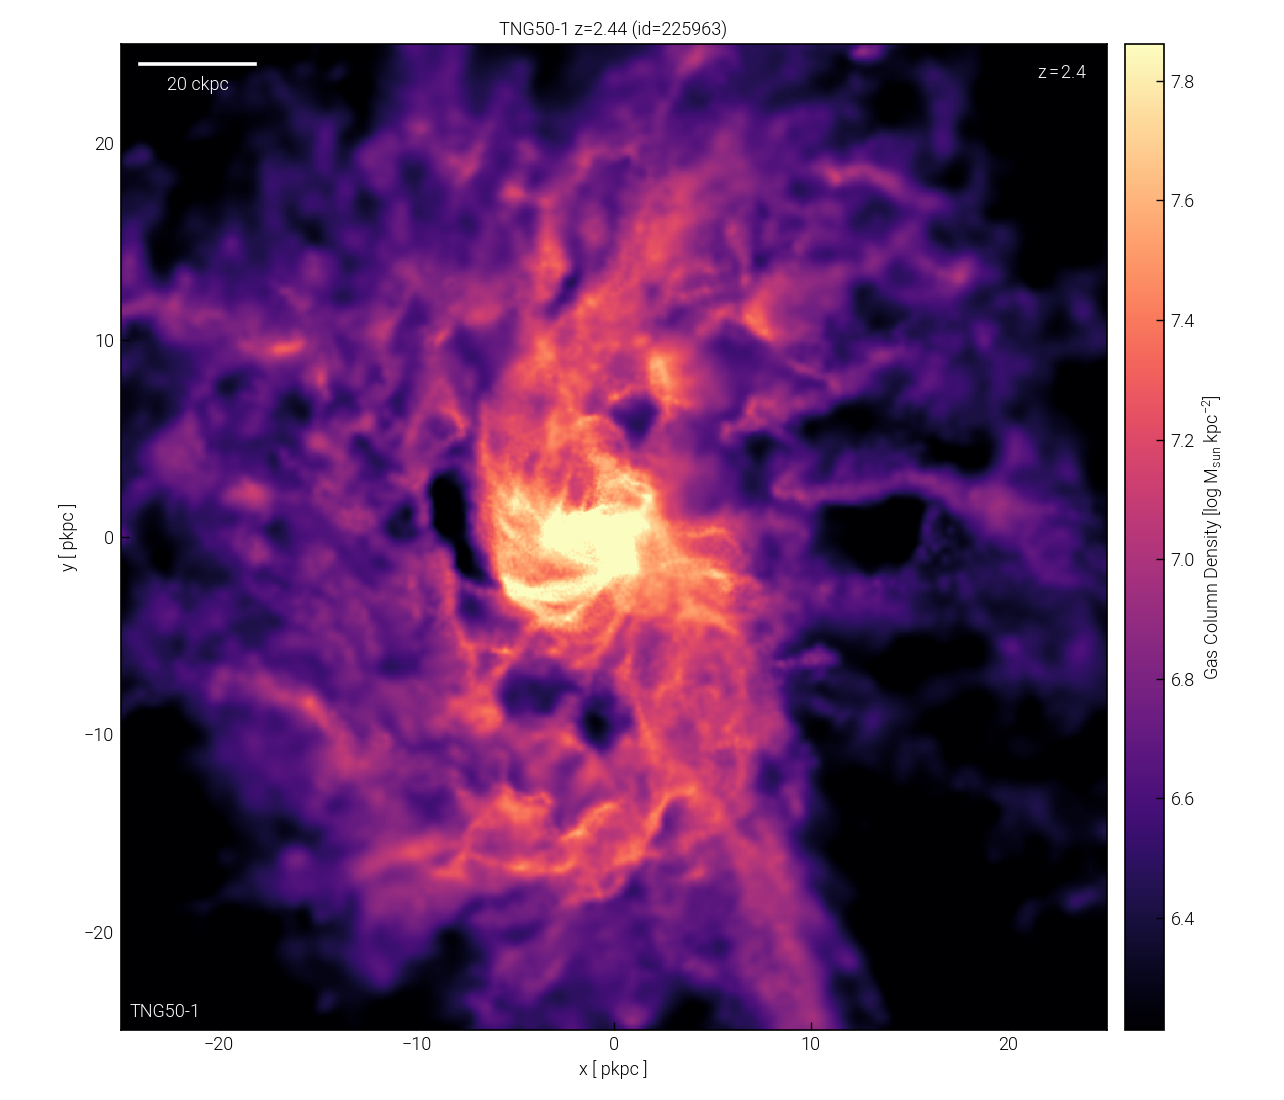 TNG50-1 z=2.44 (id=225963)
20 ckpc
z=2.4
TNG50-1
20
10
0
−10
−20
y [ pkpc ]
−20
−10
0
10
20
x [ pkpc ]
7.8
7.6
7.4
7.2
7.0
6.8
6.6
6.4
Gas Column Density [log M_sun kpc^−2]